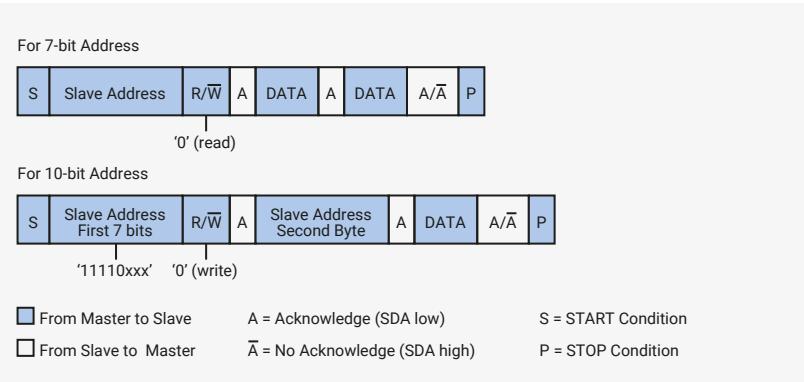 For 7-bit Address
S Slave Address R/W̅ A DATA A DATA A/A̅ P
‘0’ (read)
For 10-bit Address
S Slave Address First 7 bits R/W̅ A Slave Address Second Byte A DATA A/A̅ P
‘11110xxx’ ‘0’ (write)
From Master to Slave A = Acknowledge (SDA low) S = START Condition
From Slave to Master A̅ = No Acknowledge (SDA high) P = STOP Condition